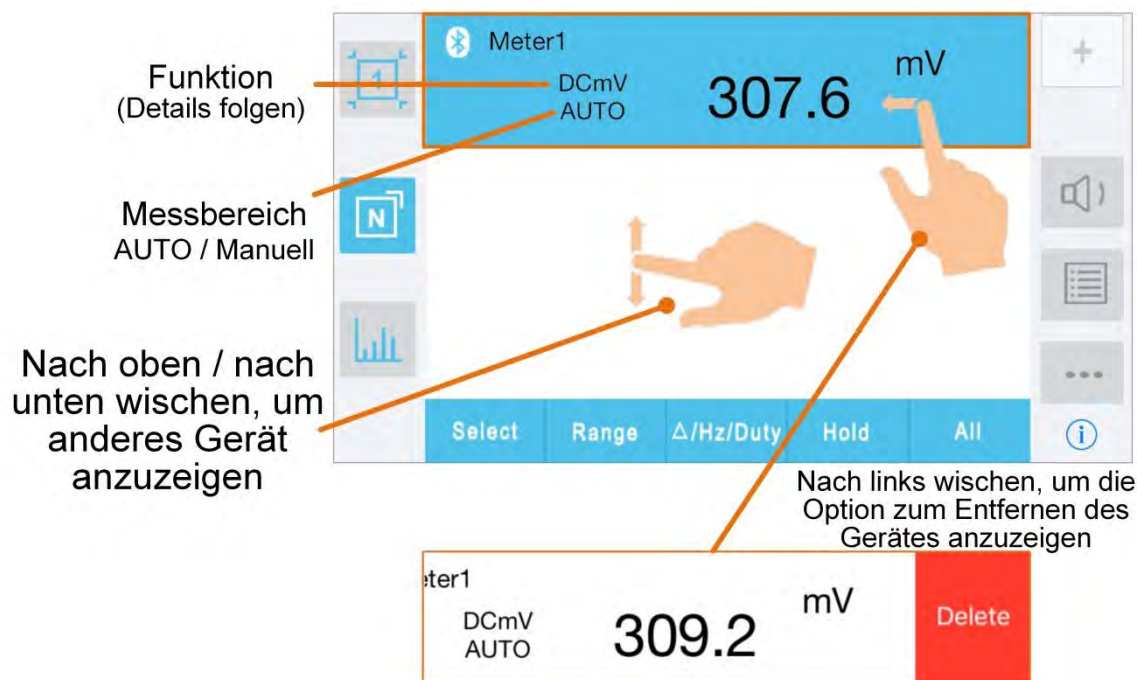 Funktion
(Details folgen)
Messbereich
AUTO / Manuell
Nach oben / nach
unten wischen, um
anderes Gerät
anzuzeigen
1
N
Meter1
DCmV
AUTO
307.6
mV
+
Select
Range
Δ/Hz/Duty
Hold
All
i
Nach links wischen, um die
Option zum Entfernen des
Gerätes anzuzeigen
eter1
DCmV
AUTO
309.2
mV
Delete